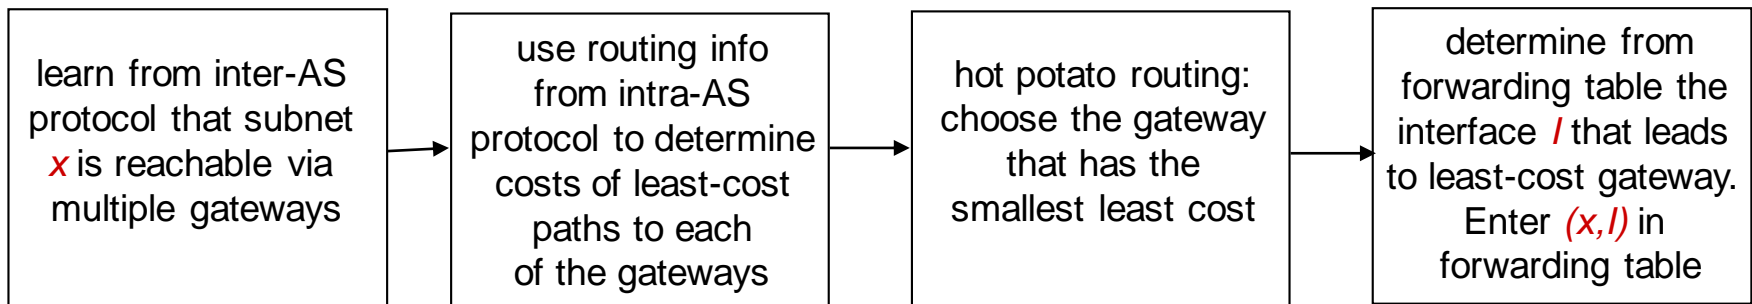 learn from inter-AS
protocol that subnet
x is reachable via
multiple gateways
use routing info
from intra-AS
protocol to determine
costs of least-cost
paths to each
of the gateways
hot potato routing:
choose the gateway
that has the
smallest least cost
determine from
forwarding table the
interface I that leads
to least-cost gateway.
Enter (x,I) in
forwarding table